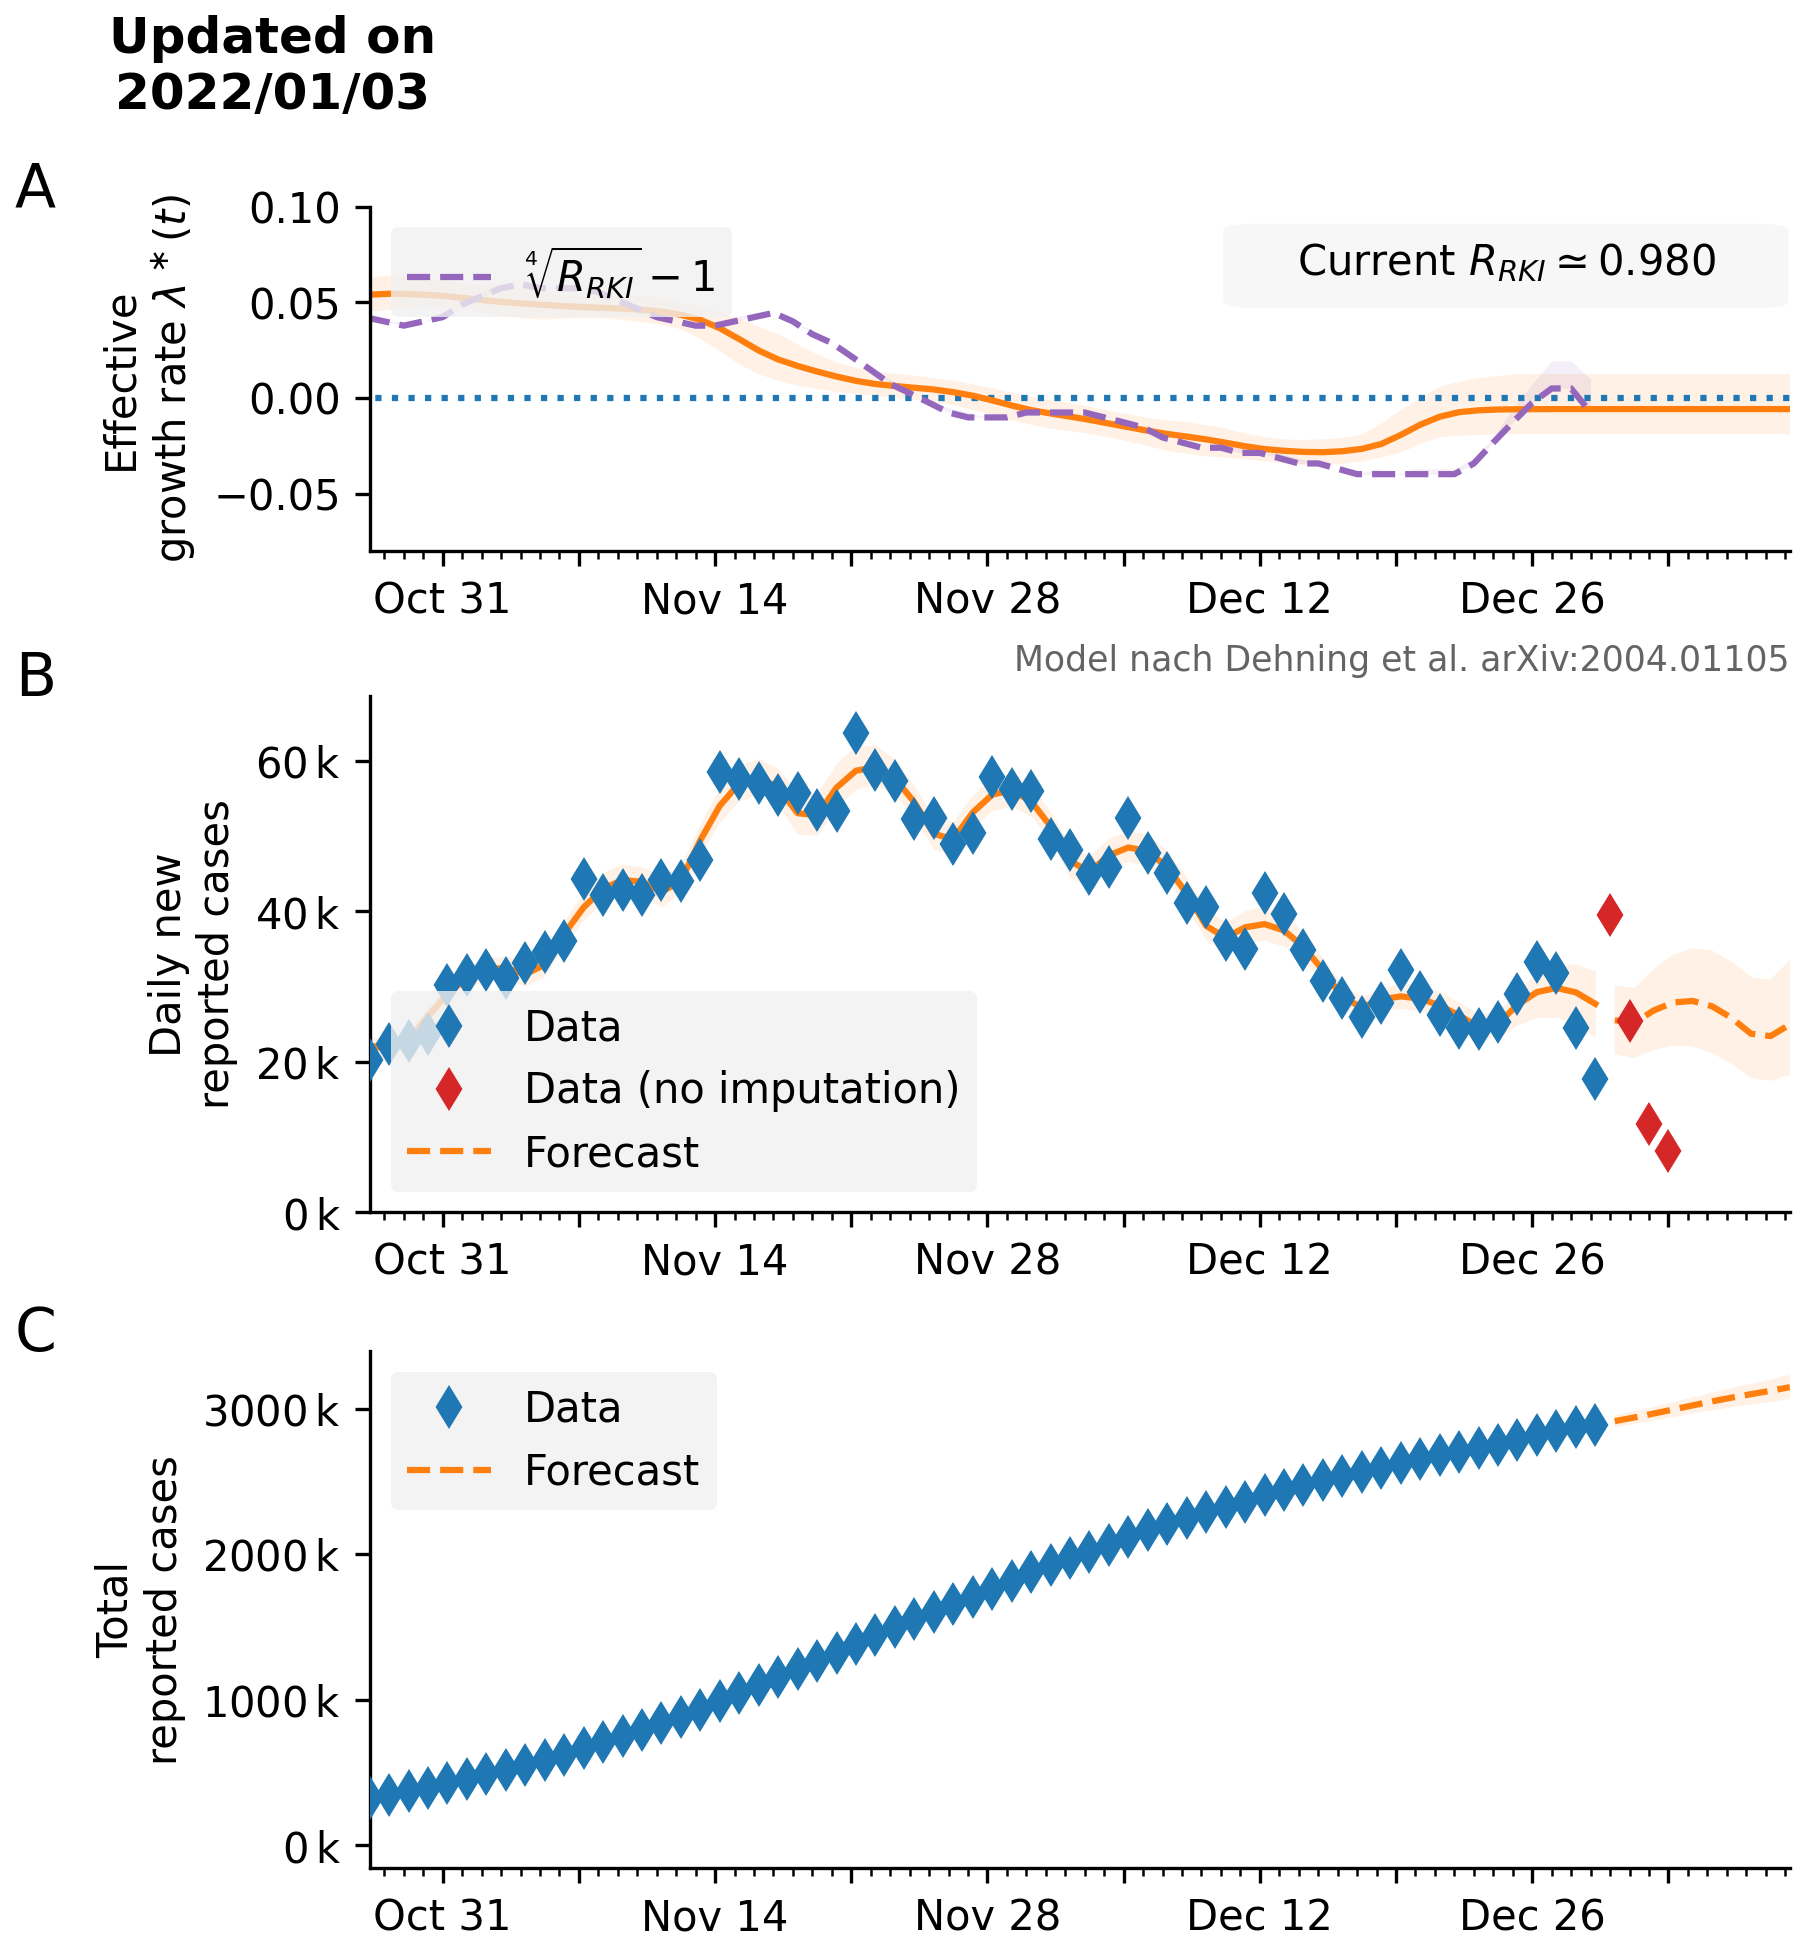 Updated on
2022/01/03
A
Effective
growth rate λ * (t)
0.10
0.05
0.00
−0.05
∜R_RKI − 1
Current R_RKI ≃ 0.980
Oct 31 Nov 14 Nov 28 Dec 12 Dec 26
Model nach Dehning et al. arXiv:2004.01105
B
Daily new
reported cases
60 k
40 k
20 k
0 k
Data
Data (no imputation)
Forecast
Oct 31 Nov 14 Nov 28 Dec 12 Dec 26
C
Total
reported cases
3000 k
2000 k
1000 k
0 k
Data
Forecast
Oct 31 Nov 14 Nov 28 Dec 12 Dec 26